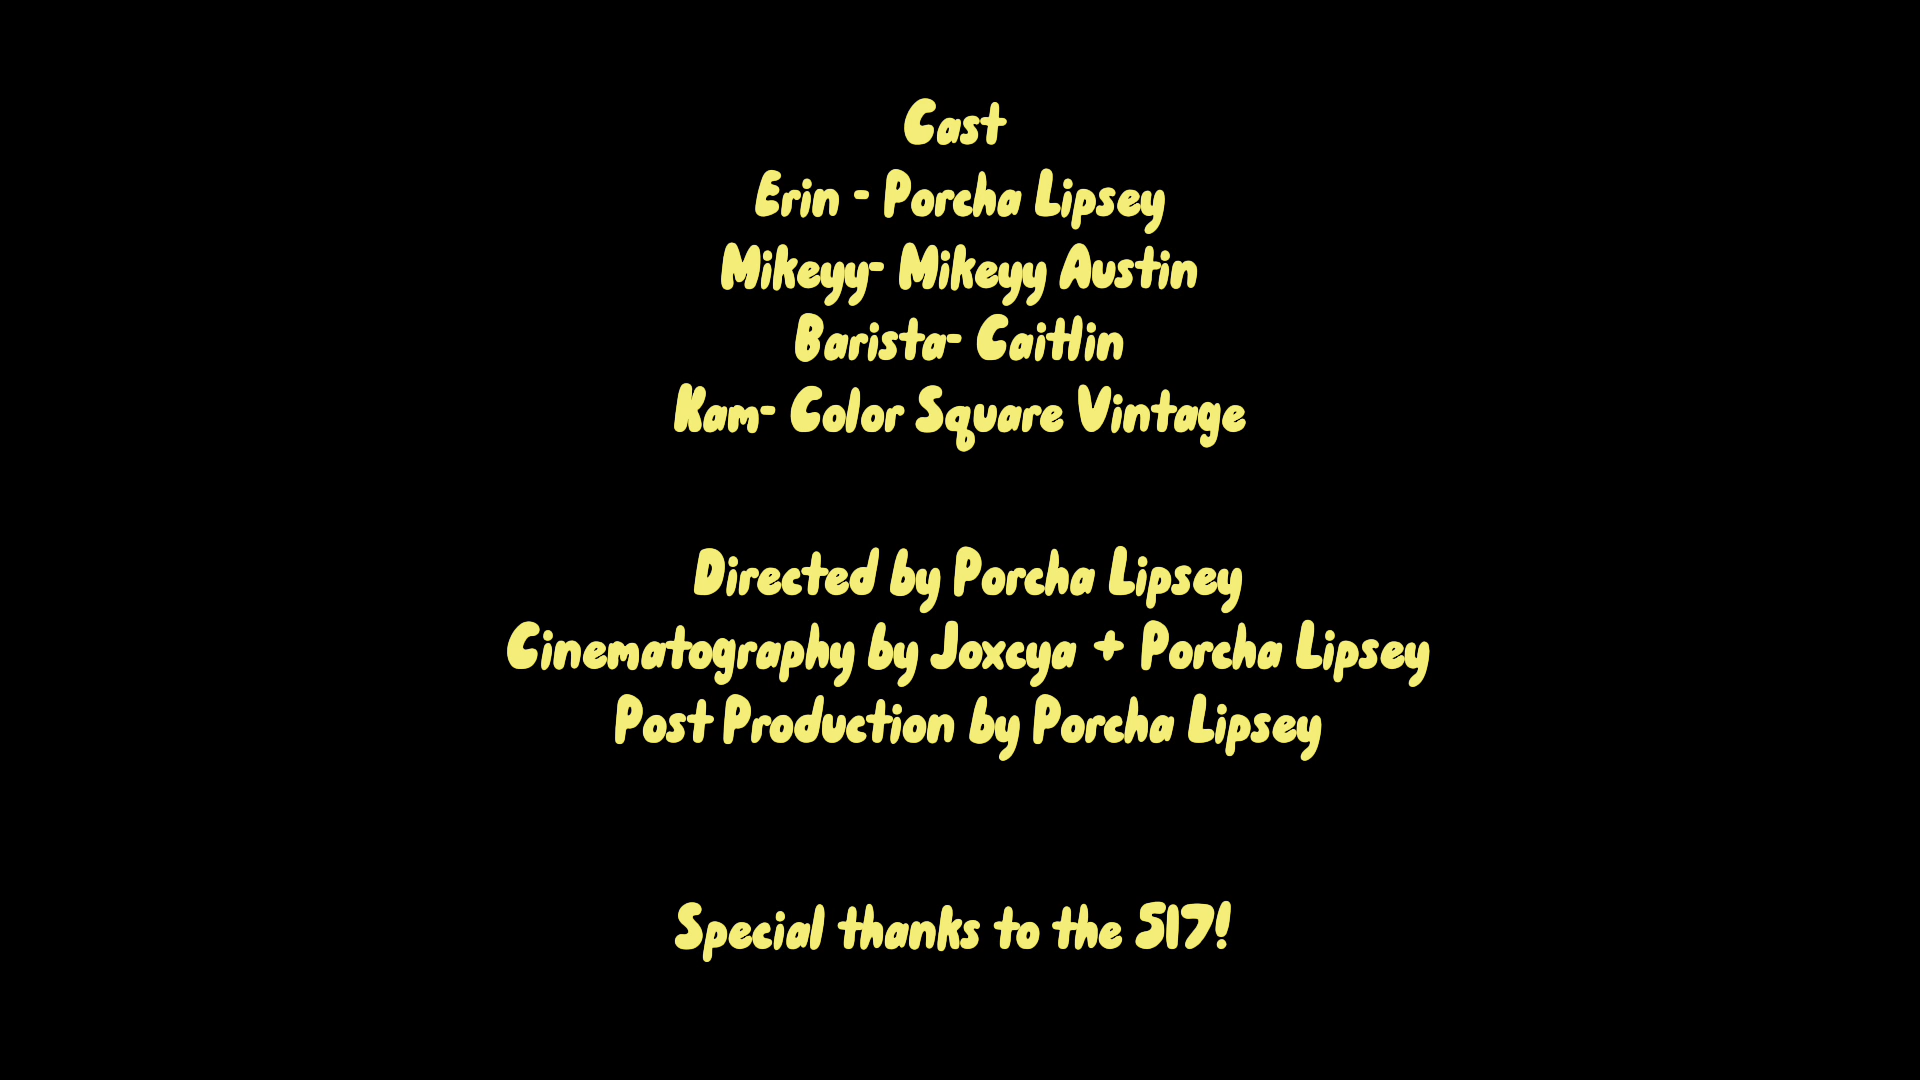 Cast
Erin - Porcha Lipsey
Mikeyy- Mikeyy Austin
Barista- Caitlin
Kam- Color Square Vintage
Directed by Porcha Lipsey
Cinematography by Joxcya + Porcha Lipsey
Post Production by Porcha Lipsey
Special thanks to the 517!